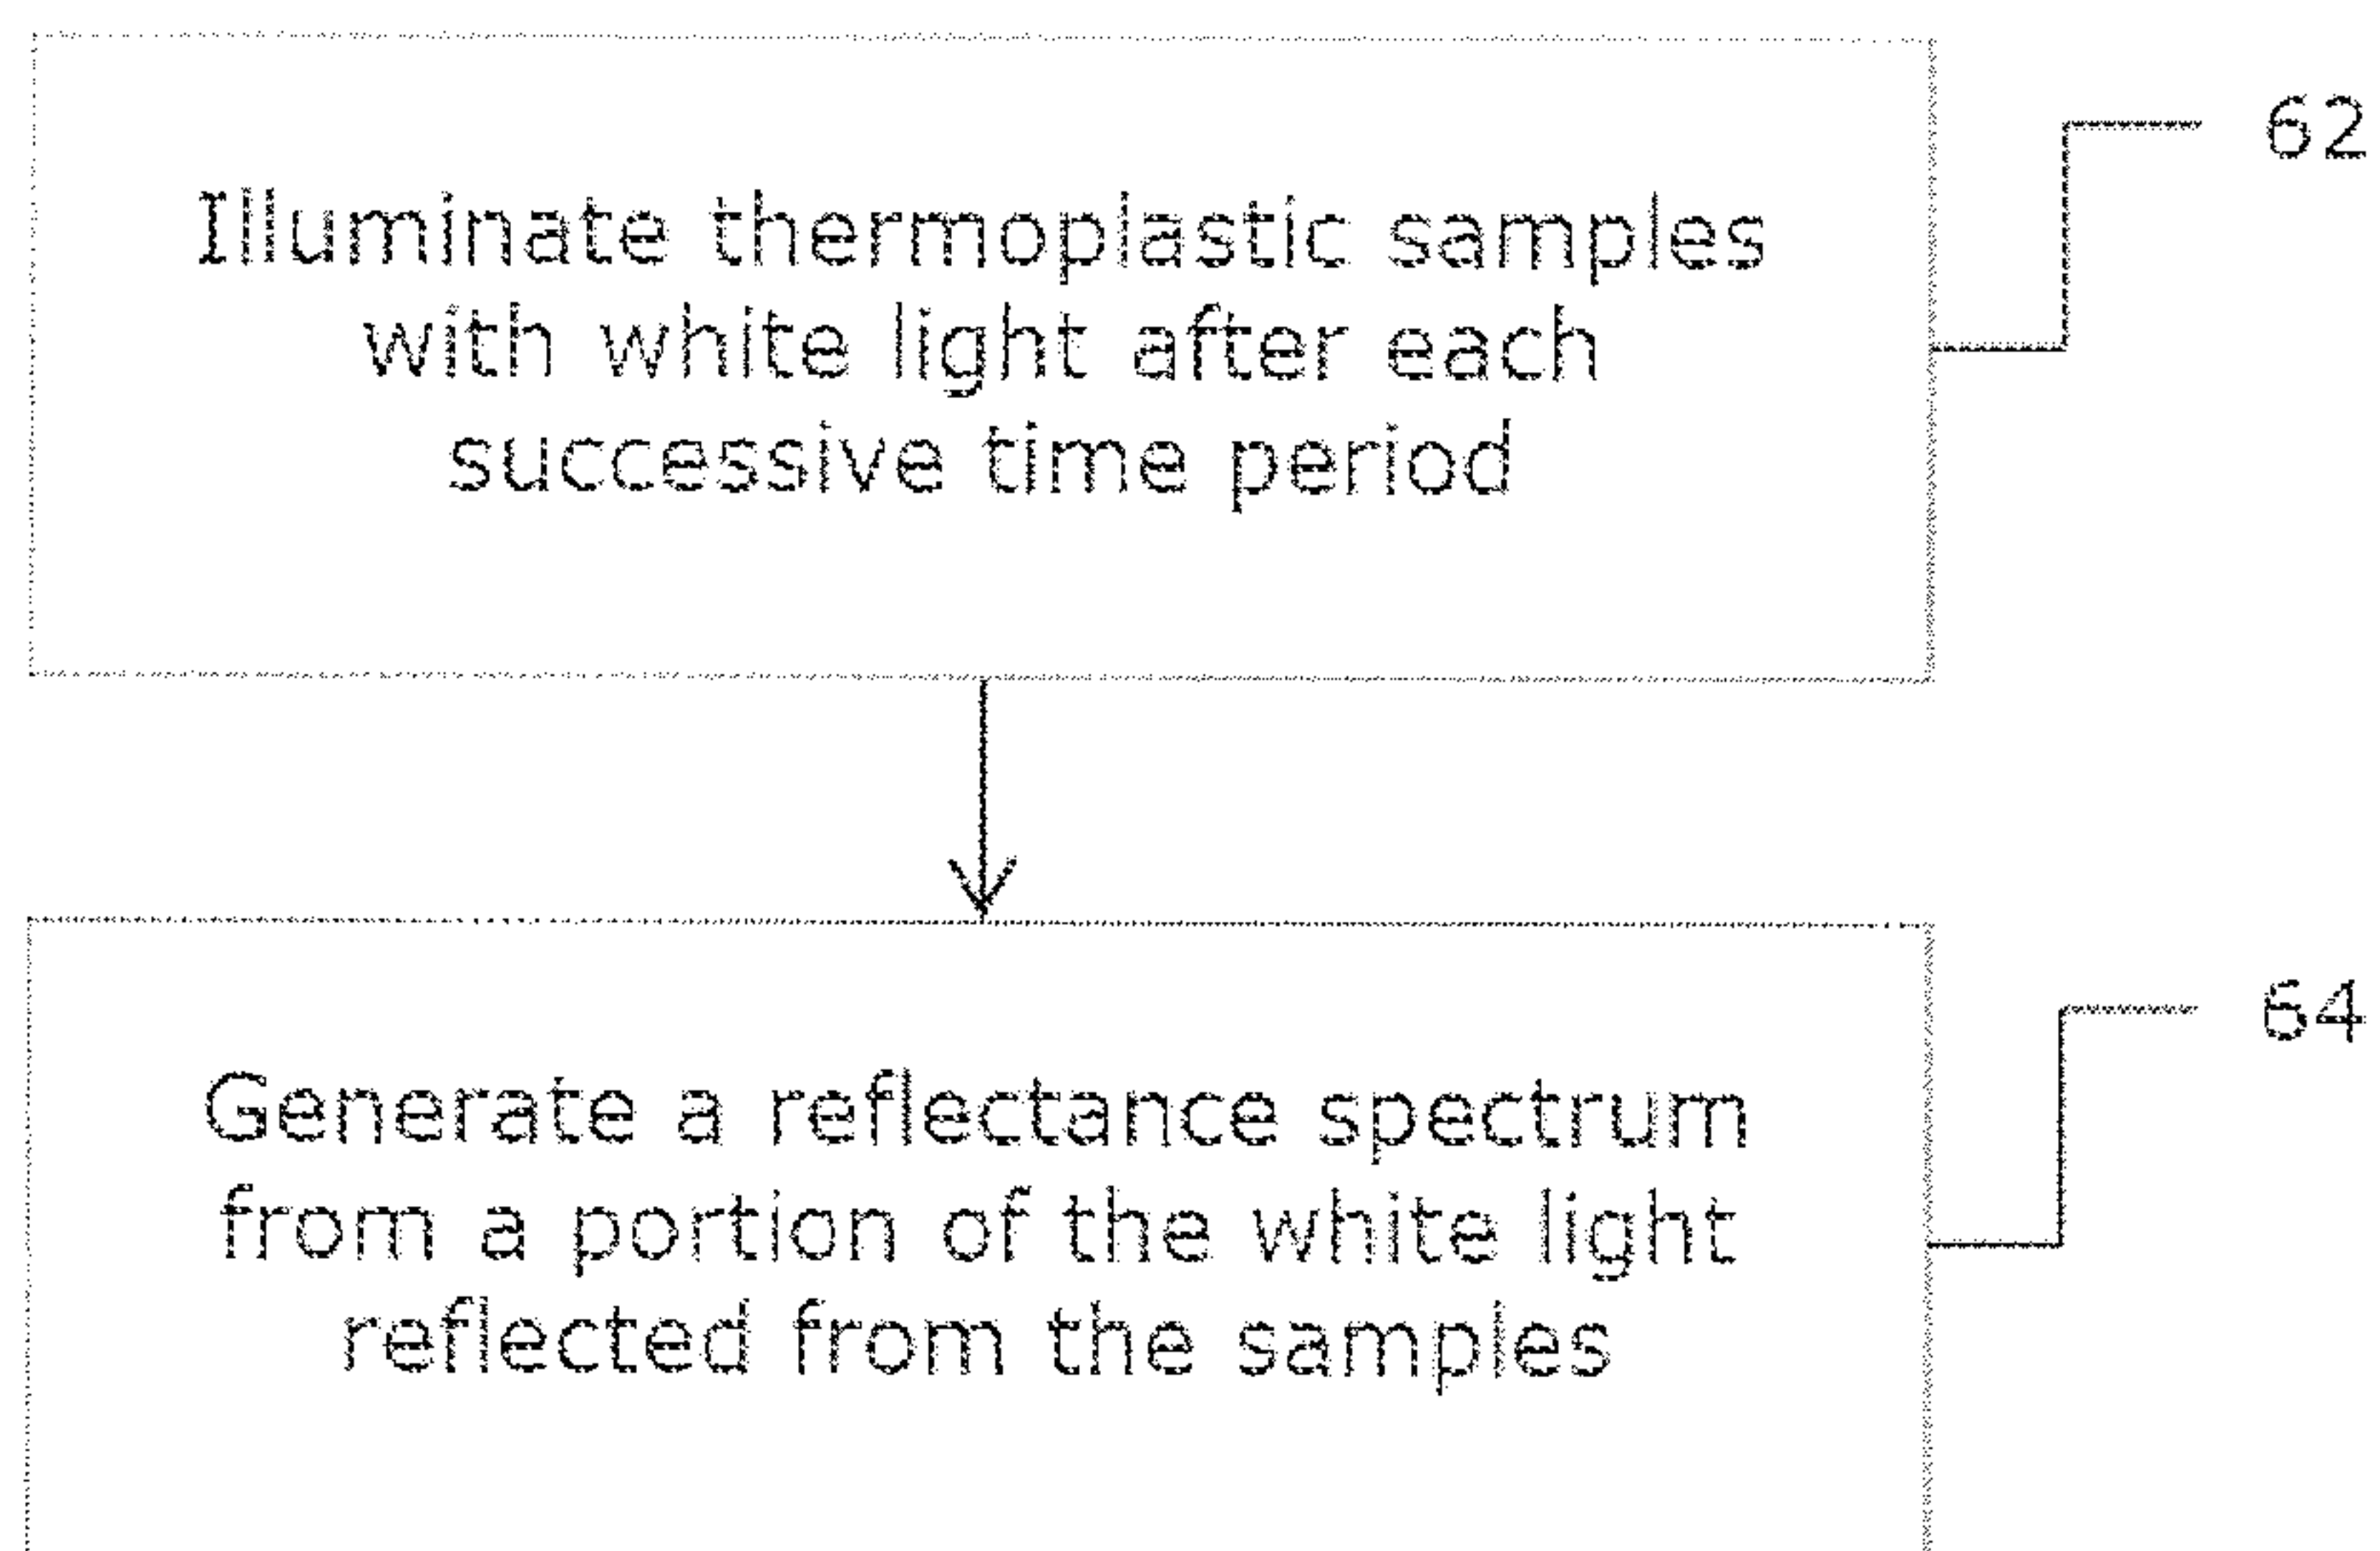 62
Illuminate thermoplastic samples
with white light after each
successive time period
64
Generate a reflectance spectrum
from a portion of the white light
reflected from the samples